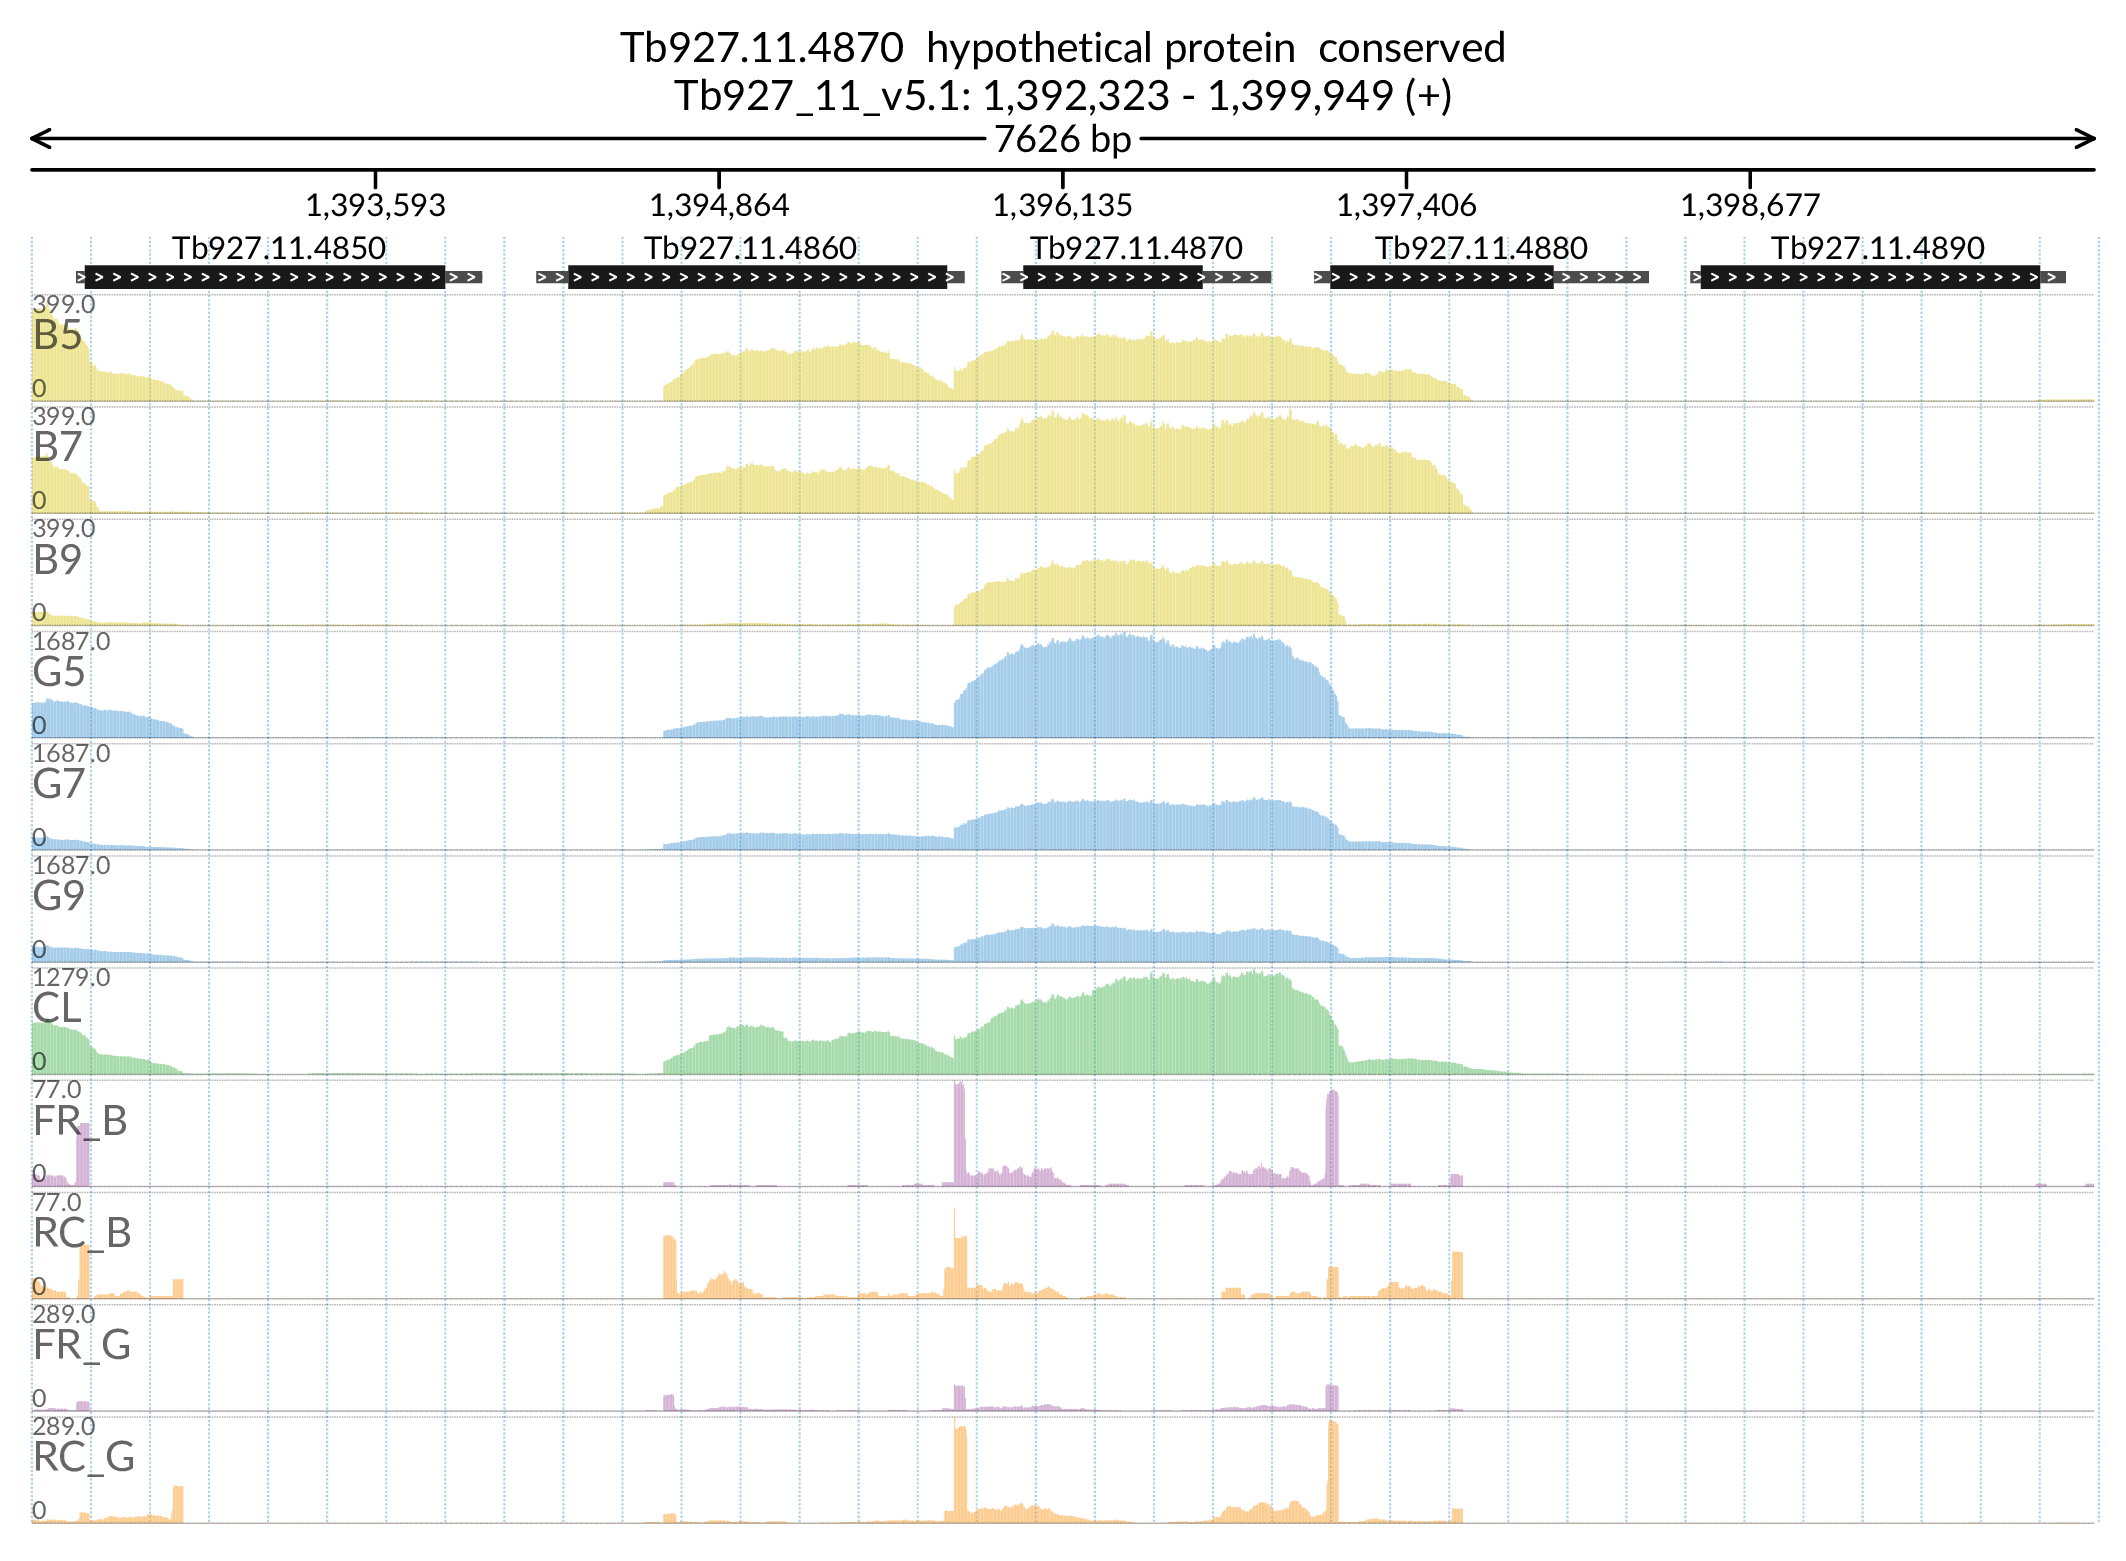 Tb927.11.4870  hypothetical protein  conserved
Tb927_11_v5.1: 1,392,323 - 1,399,949 (+)
7626 bp
1,393,593 1,394,864 1,396,135 1,397,406 1,398,677
Tb927.11.4850 Tb927.11.4860 Tb927.11.4870 Tb927.11.4880 Tb927.11.4890
399.0
B5
0
399.0
B7
0
399.0
B9
0
1687.0
G5
0
1687.0
G7
0
1687.0
G9
0
1279.0
CL
0
77.0
FR_B
0
77.0
RC_B
0
289.0
FR_G
0
289.0
RC_G
0